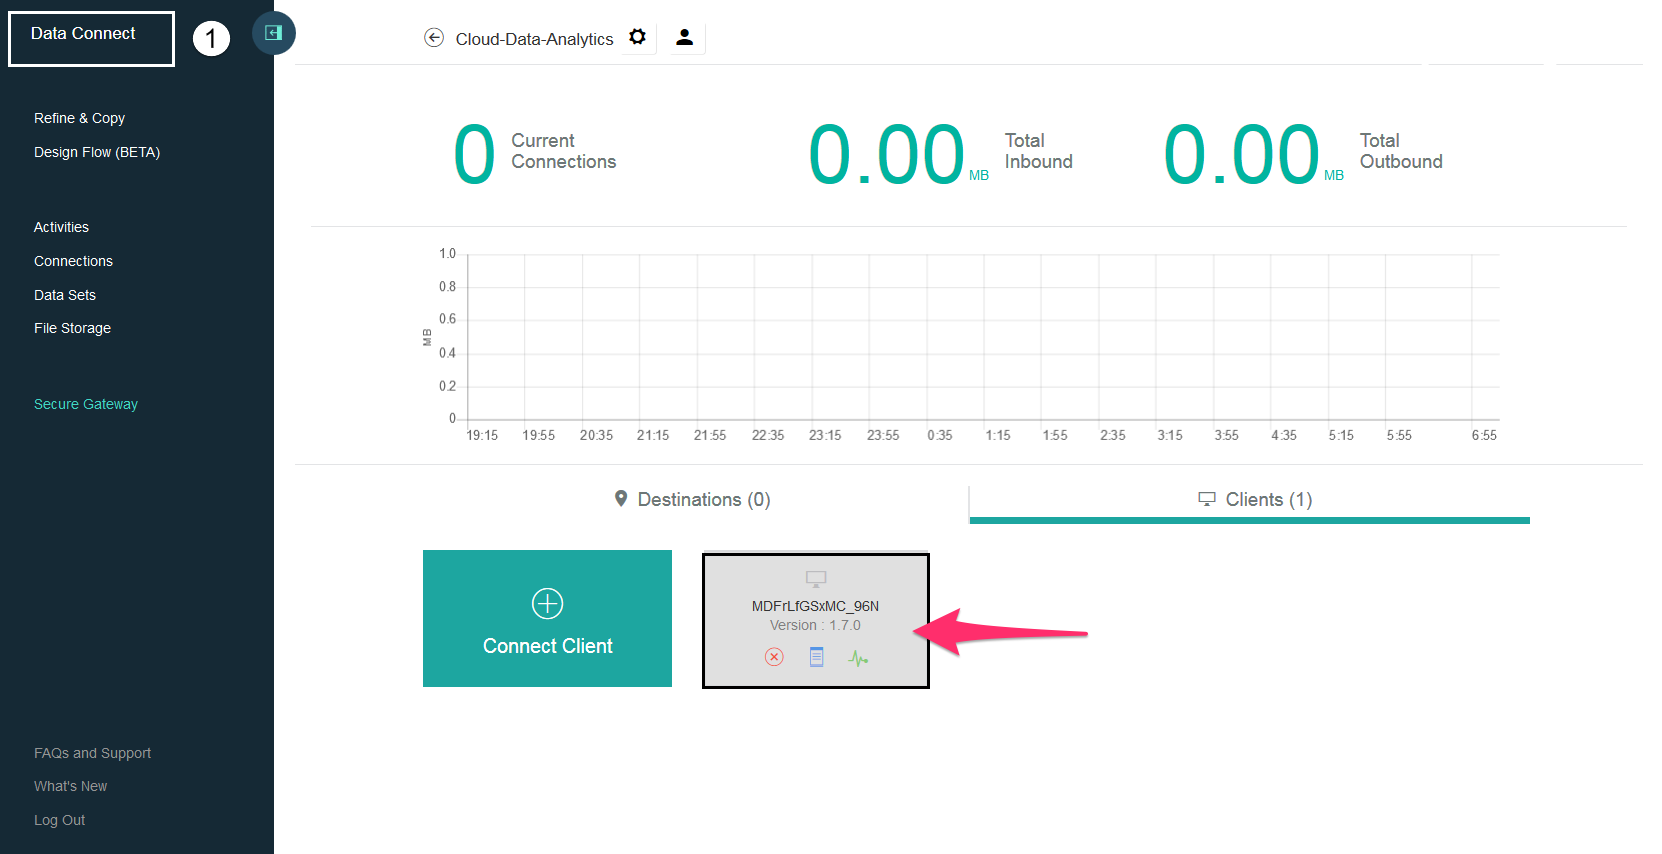 Data Connect
1
Refine & Copy
Design Flow (BETA)
Activities
Connections
Data Sets
File Storage
Secure Gateway
FAQs and Support
What's New
Log Out
Cloud-Data-Analytics
0 Current
Connections
0.00 MB Total
Inbound
0.00 MB Total
Outbound
MB
1.0
0.8
0.6
0.4
0.2
0
19:15 19:55 20:35 21:15 21:55 22:35 23:15 23:55 0:35 1:15 1:55 2:35 3:15 3:55 4:35 5:15 5:55 6:55
Destinations (0)
Clients (1)
Connect Client
MDFrLfGSxMC_96N
Version : 1.7.0